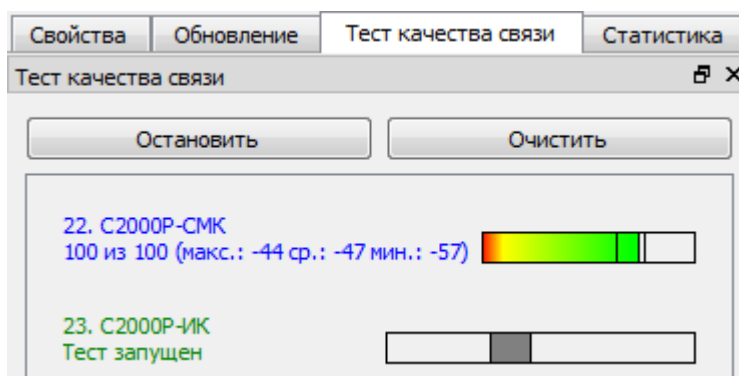 Свойства Обновление Тест качества связи Статистика
Тест качества связи
Остановить Очистить
22. С2000Р-СМК
100 из 100 (макс.: -44 ср.: -47 мин.: -57)
23. С2000Р-ИК
Тест запущен